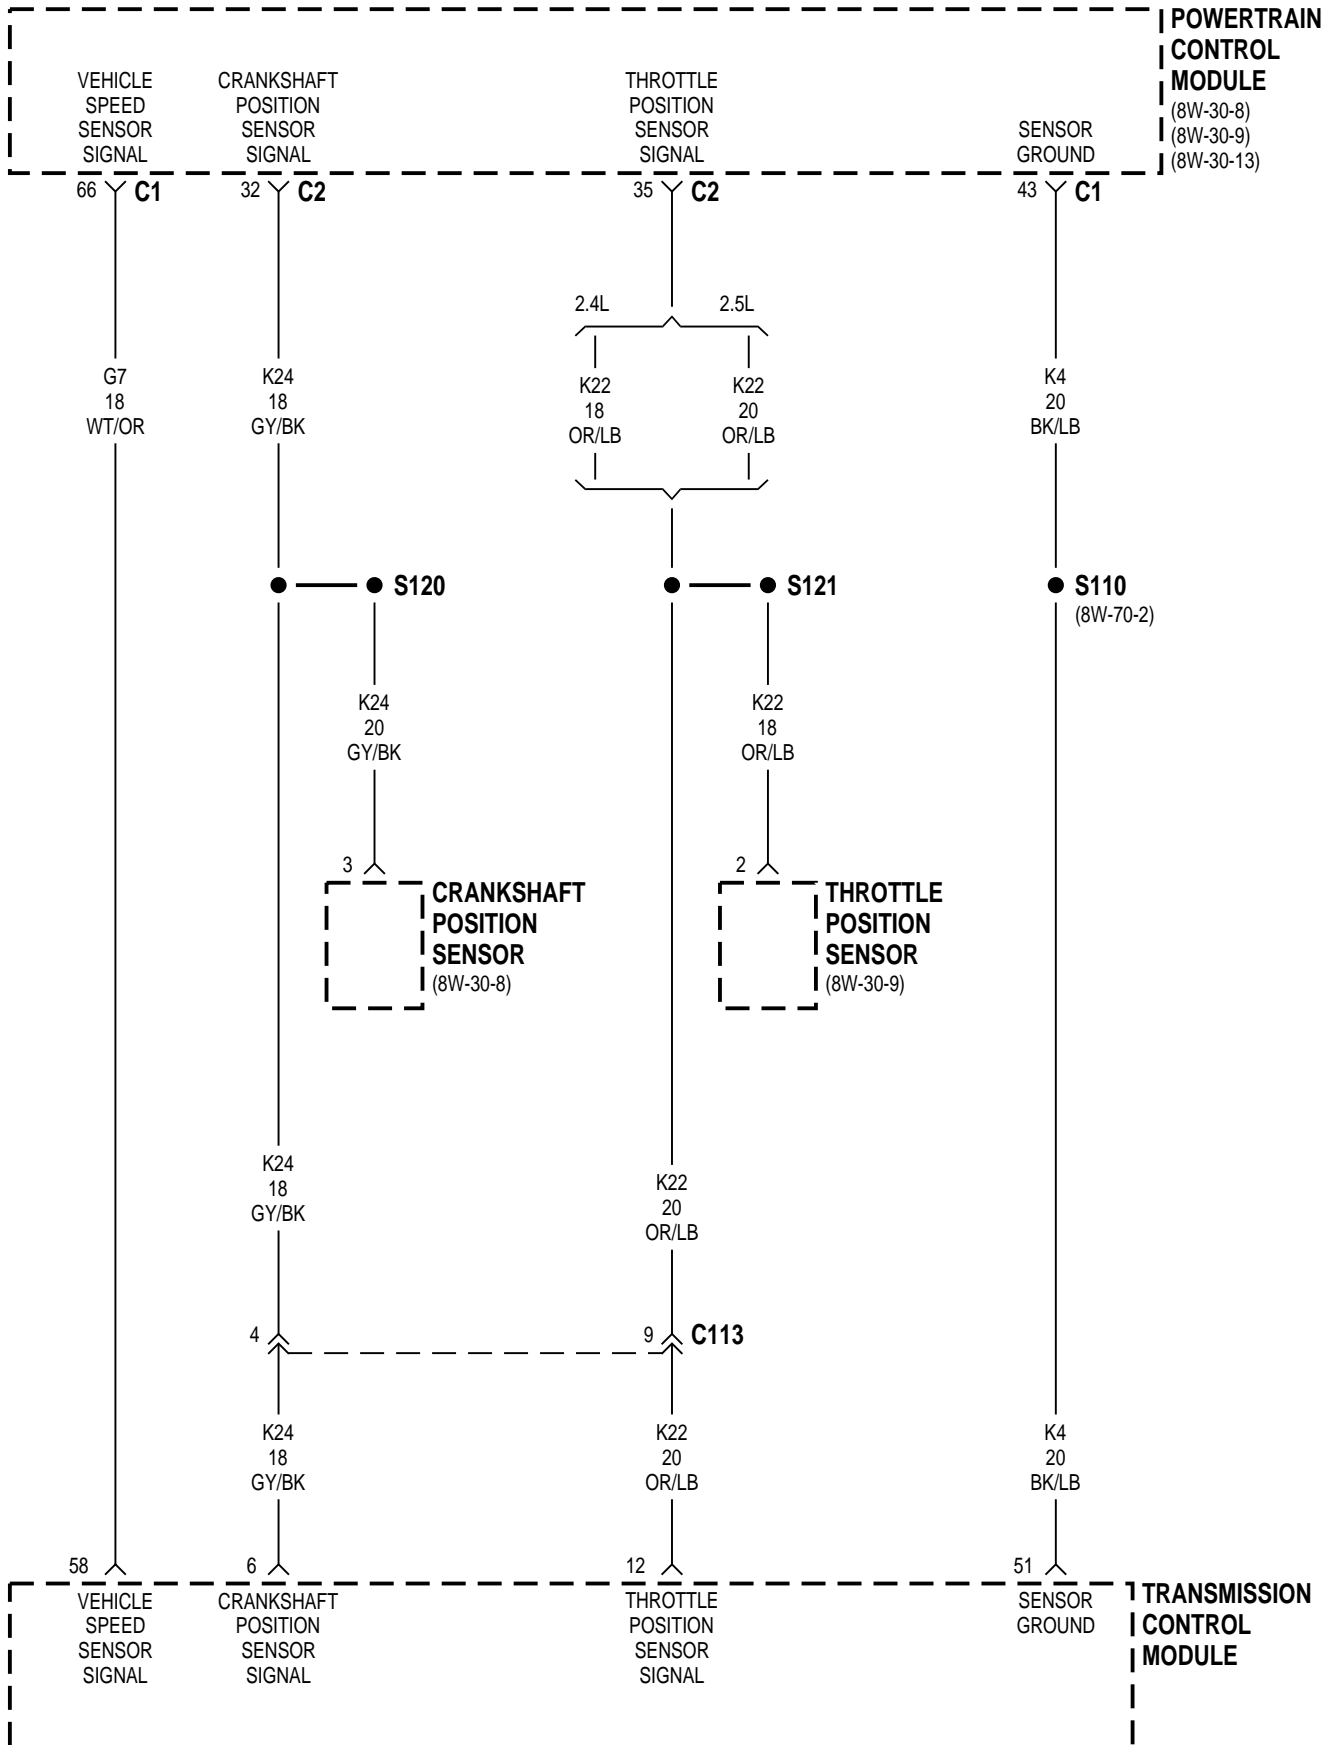 POWERTRAIN
CONTROL
MODULE
(8W-30-8)
(8W-30-9)
(8W-30-13)
VEHICLE
SPEED
SENSOR
SIGNAL
CRANKSHAFT
POSITION
SENSOR
SIGNAL
THROTTLE
POSITION
SENSOR
SIGNAL
SENSOR
GROUND
66 C1
32 C2
35 C2
43 C1
2.4L
2.5L
G7
18
WT/OR
K24
18
GY/BK
K22
18
OR/LB
K22
20
OR/LB
K4
20
BK/LB
S120
S121
S110
(8W-70-2)
K24
20
GY/BK
K22
18
OR/LB
3
2
CRANKSHAFT
POSITION
SENSOR
(8W-30-8)
THROTTLE
POSITION
SENSOR
(8W-30-9)
K24
18
GY/BK
K22
20
OR/LB
4
9 C113
K24
18
GY/BK
K22
20
OR/LB
K4
20
BK/LB
58
6
12
51
VEHICLE
SPEED
SENSOR
SIGNAL
CRANKSHAFT
POSITION
SENSOR
SIGNAL
THROTTLE
POSITION
SENSOR
SIGNAL
SENSOR
GROUND
TRANSMISSION
CONTROL
MODULE